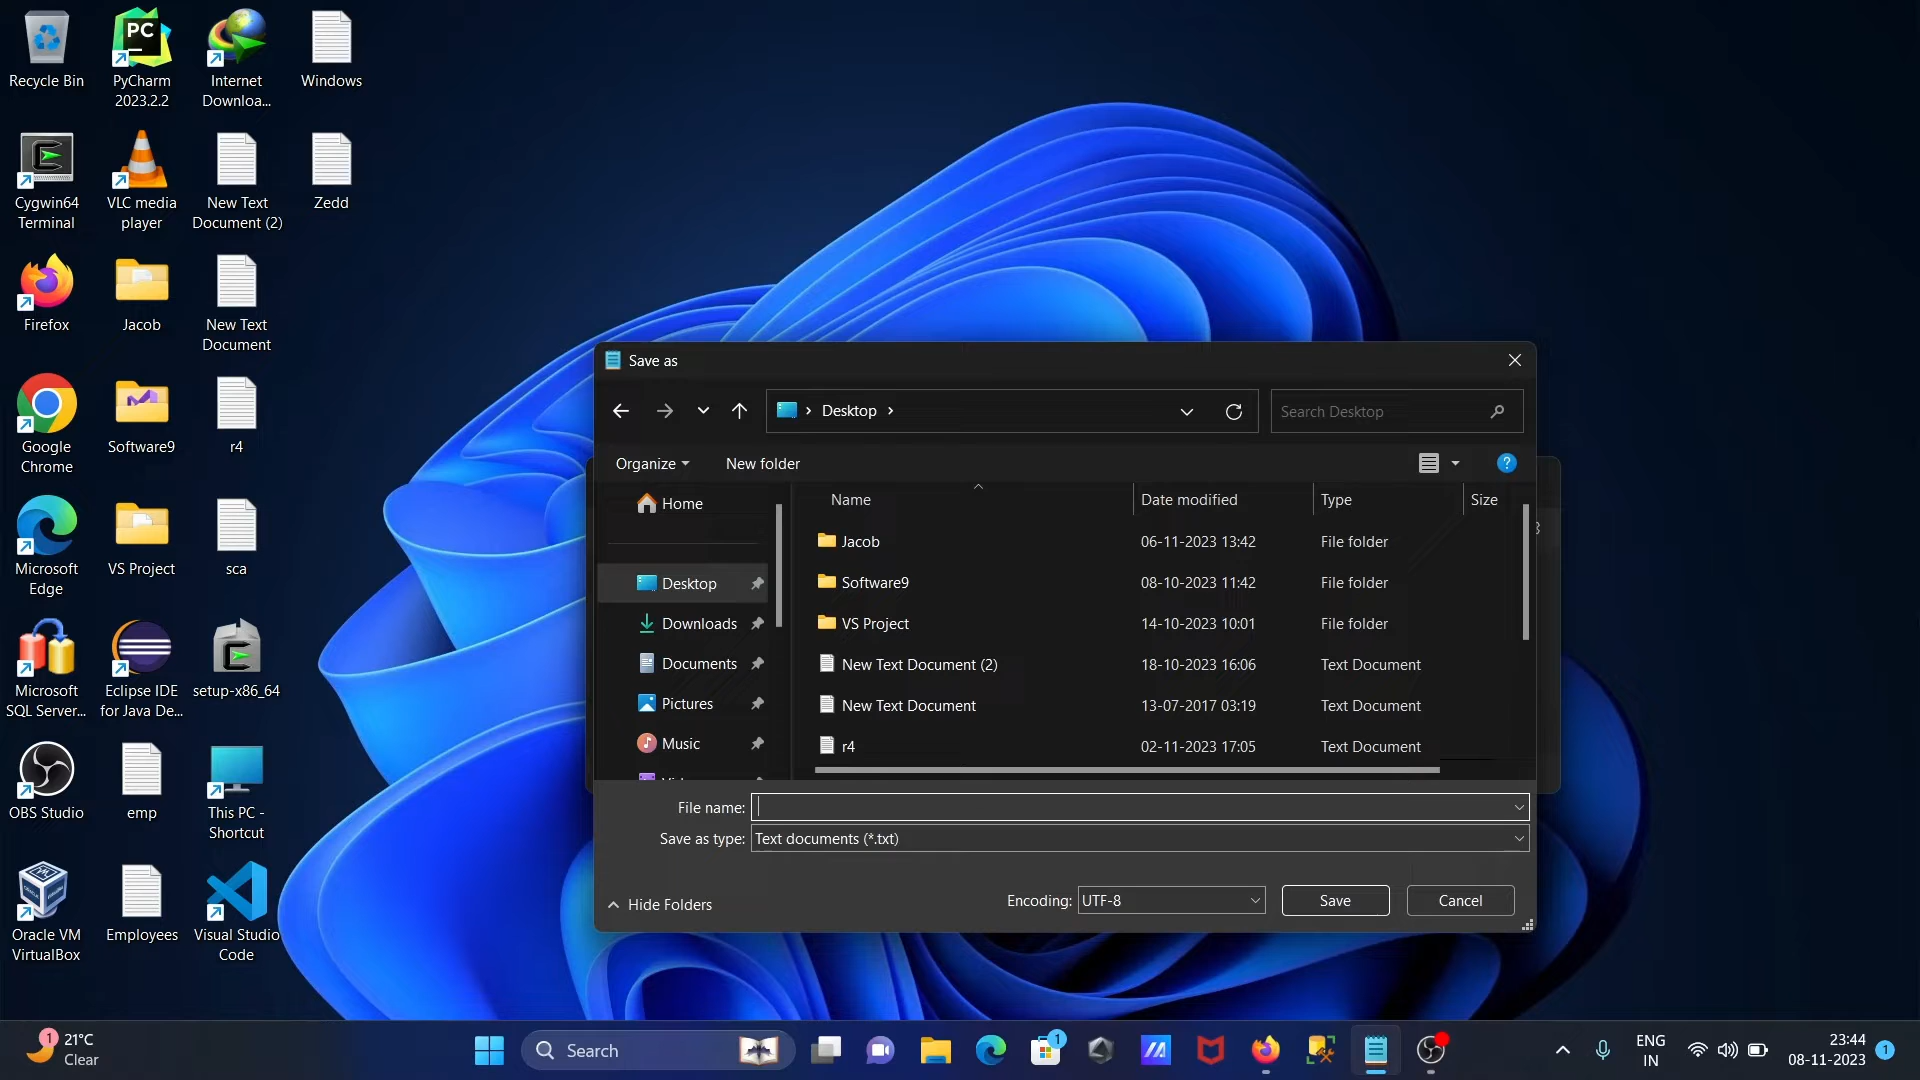 Recycle Bin
PyCharm
2023.2.2
Internet
Downloa...
Windows
Cygwin64
Terminal
VLC media
player
New Text
Document (2)
Zedd
Firefox
Jacob
New Text
Document
Google
Chrome
Software9
r4
Microsoft
Edge
VS Project
sca
Microsoft
SQL Server...
Eclipse IDE
for Java De...
setup-x86_64
OBS Studio
emp
This PC -
Shortcut
Oracle VM
VirtualBox
Employees
Visual Studio
Code
Save as
Desktop
Search Desktop
Organize
New folder
Home
Desktop
Downloads
Documents
Pictures
Music
Name Date modified Type Size
Jacob 06-11-2023 13:42 File folder
Software9 08-10-2023 11:42 File folder
VS Project 14-10-2023 10:01 File folder
New Text Document (2) 18-10-2023 16:06 Text Document
New Text Document 13-07-2017 03:19 Text Document
r4 02-11-2023 17:05 Text Document
File name:
Save as type: Text documents (*.txt)
Hide Folders
Encoding: UTF-8
Save
Cancel
1
21°C
Clear
Search
1
ENG
IN
23:44
08-11-2023
1